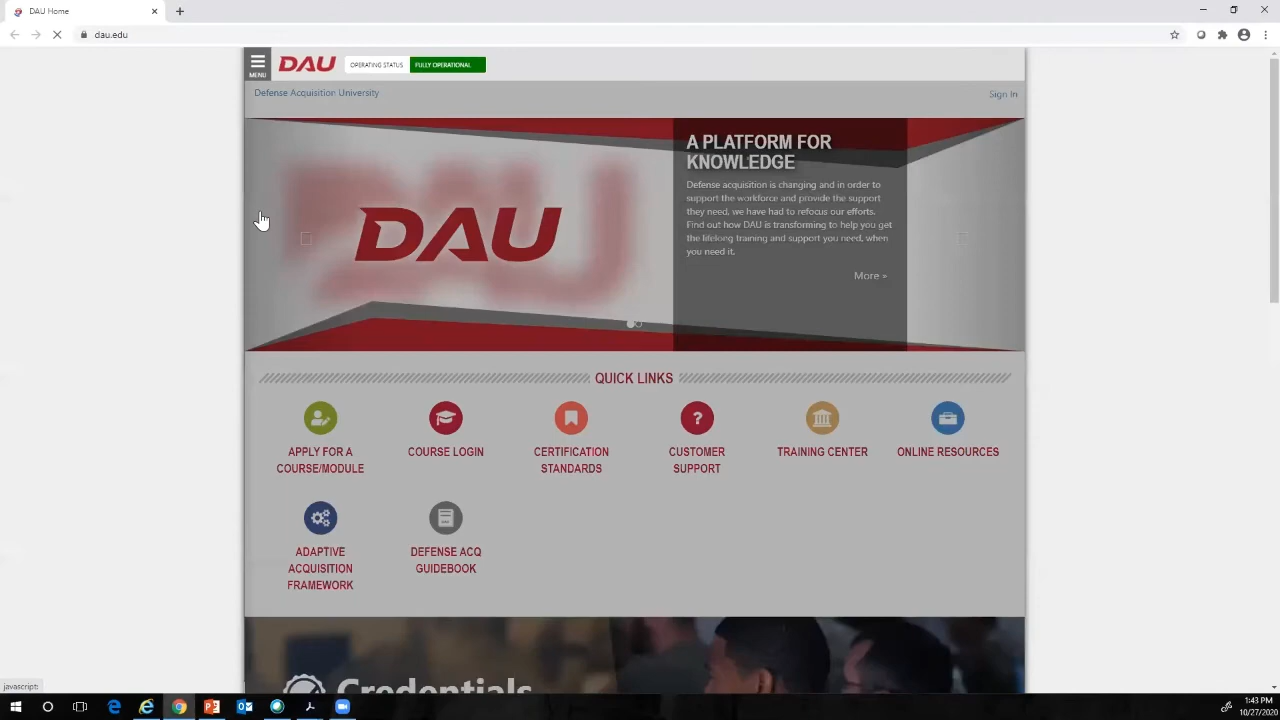 DAU Home
dau.edu
MENU
DAU
OPERATING STATUS
FULLY OPERATIONAL
Defense Acquisition University
Sign In
DAU
DAU
A PLATFORM FOR
KNOWLEDGE
Defense acquisition is changing and in order to
support the workforce and provide the support
they need, we have had to refocus our efforts.
Find out how DAU is transforming to help you get
the lifelong training and support you need, when
you need it.
More »
QUICK LINKS
APPLY FOR A
COURSE/MODULE
COURSE LOGIN
CERTIFICATION
STANDARDS
CUSTOMER
SUPPORT
TRAINING CENTER
ONLINE RESOURCES
ADAPTIVE
ACQUISITION
FRAMEWORK
DEFENSE ACQ
GUIDEBOOK
Credentials
javascript:
1:43 PM
10/27/2020